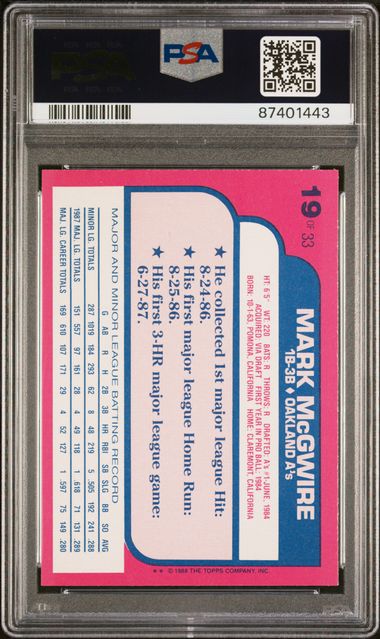 PSA
87401443
19 OF 33
MARK McGWIRE
1B-3B ♦ OAKLAND A's
HT: 6'5" WT: 220 BATS: R THROWS: R DRAFTED: A's #1-JUNE, 1984
ACQUIRED: VIA DRAFT FIRST YEAR IN PRO BALL: 1984
BORN: 10-1-63, POMONA, CALIFORNIA HOME: CLAREMONT, CALIFORNIA
★ He collected 1st major league Hit:
8-24-86.
★ His first major league Home Run:
8-25-86.
★ His first 3-HR major league game:
6-27-87.
MAJOR AND MINOR LEAGUE BATTING RECORD
G AB R H 2B 3B HR RBI SB SLG BB SO AVG
MINOR LG. TOTALS 287 1019 184 293 62 8 48 219 5 .505 192 241 .288
1987 MAJ. LG. TOTALS 151 557 97 161 28 4 49 118 1 .618 71 131 .289
MAJ. LG. CAREER TOTALS 169 610 107 171 29 4 52 127 1 .597 75 149 .280
★★ © 1988 THE TOPPS COMPANY, INC.